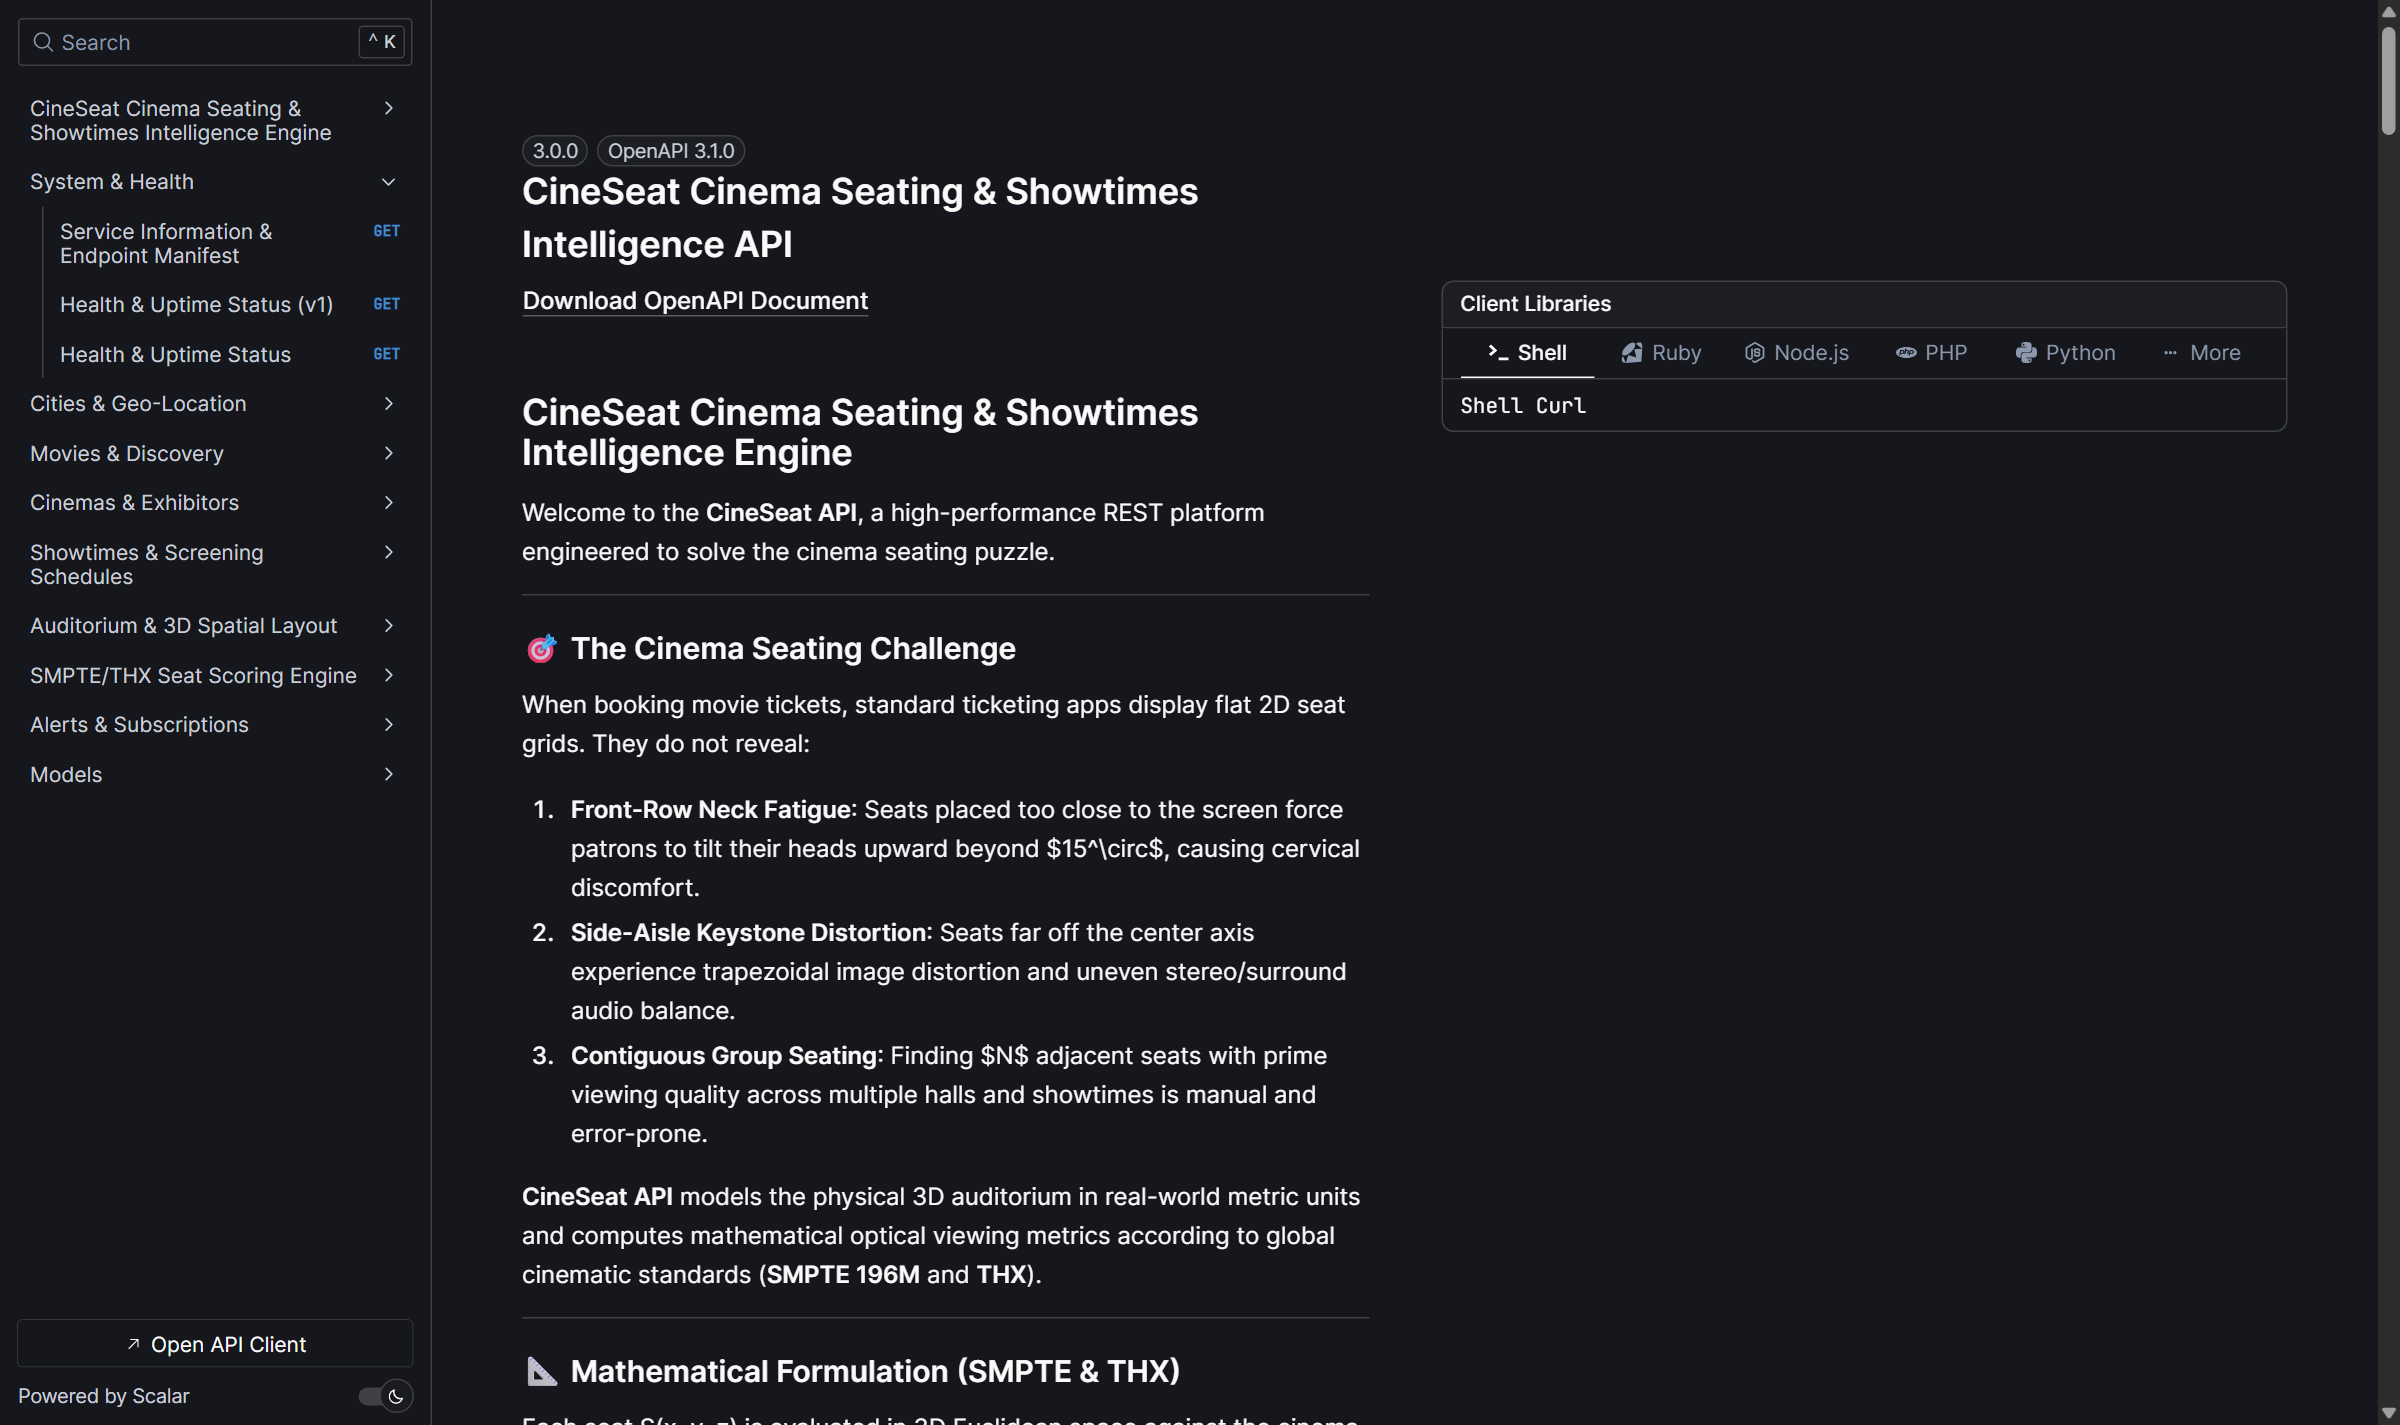 Search
^ K
CineSeat Cinema Seating &
Showtimes Intelligence Engine
System & Health
Service Information &
Endpoint Manifest
GET
Health & Uptime Status (v1)
GET
Health & Uptime Status
GET
Cities & Geo-Location
Movies & Discovery
Cinemas & Exhibitors
Showtimes & Screening
Schedules
Auditorium & 3D Spatial Layout
SMPTE/THX Seat Scoring Engine
Alerts & Subscriptions
Models
Open API Client
Powered by Scalar
3.0.0
OpenAPI 3.1.0
CineSeat Cinema Seating & Showtimes
Intelligence API
Download OpenAPI Document
CineSeat Cinema Seating & Showtimes
Intelligence Engine
Welcome to the CineSeat API, a high-performance REST platform
engineered to solve the cinema seating puzzle.
The Cinema Seating Challenge
When booking movie tickets, standard ticketing apps display flat 2D seat
grids. They do not reveal:
1. Front-Row Neck Fatigue: Seats placed too close to the screen force
patrons to tilt their heads upward beyond $15^\circ$, causing cervical
discomfort.
2. Side-Aisle Keystone Distortion: Seats far off the center axis
experience trapezoidal image distortion and uneven stereo/surround
audio balance.
3. Contiguous Group Seating: Finding $N$ adjacent seats with prime
viewing quality across multiple halls and showtimes is manual and
error-prone.
CineSeat API models the physical 3D auditorium in real-world metric units
and computes mathematical optical viewing metrics according to global
cinematic standards (SMPTE 196M and THX).
Mathematical Formulation (SMPTE & THX)
Each seat S(x, y, z) is evaluated in 3D Euclidean space against the cinema
Client Libraries
Shell
Ruby
Node.js
PHP
Python
More
Shell Curl